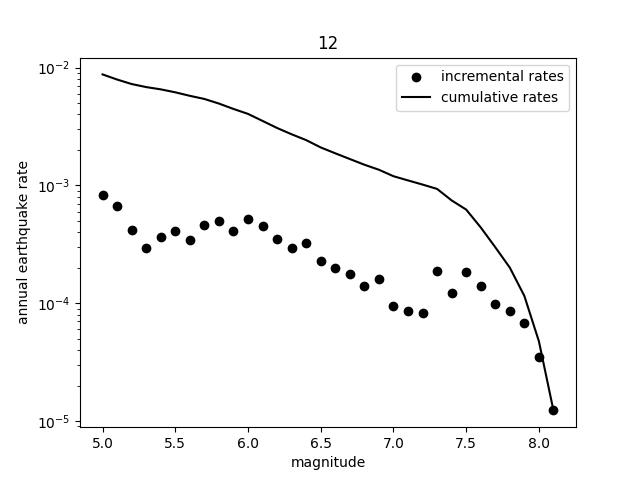 12
incremental rates
cumulative rates
annual earthquake rate
10⁻²
10⁻³
10⁻⁴
10⁻⁵
5.0 5.5 6.0 6.5 7.0 7.5 8.0
magnitude